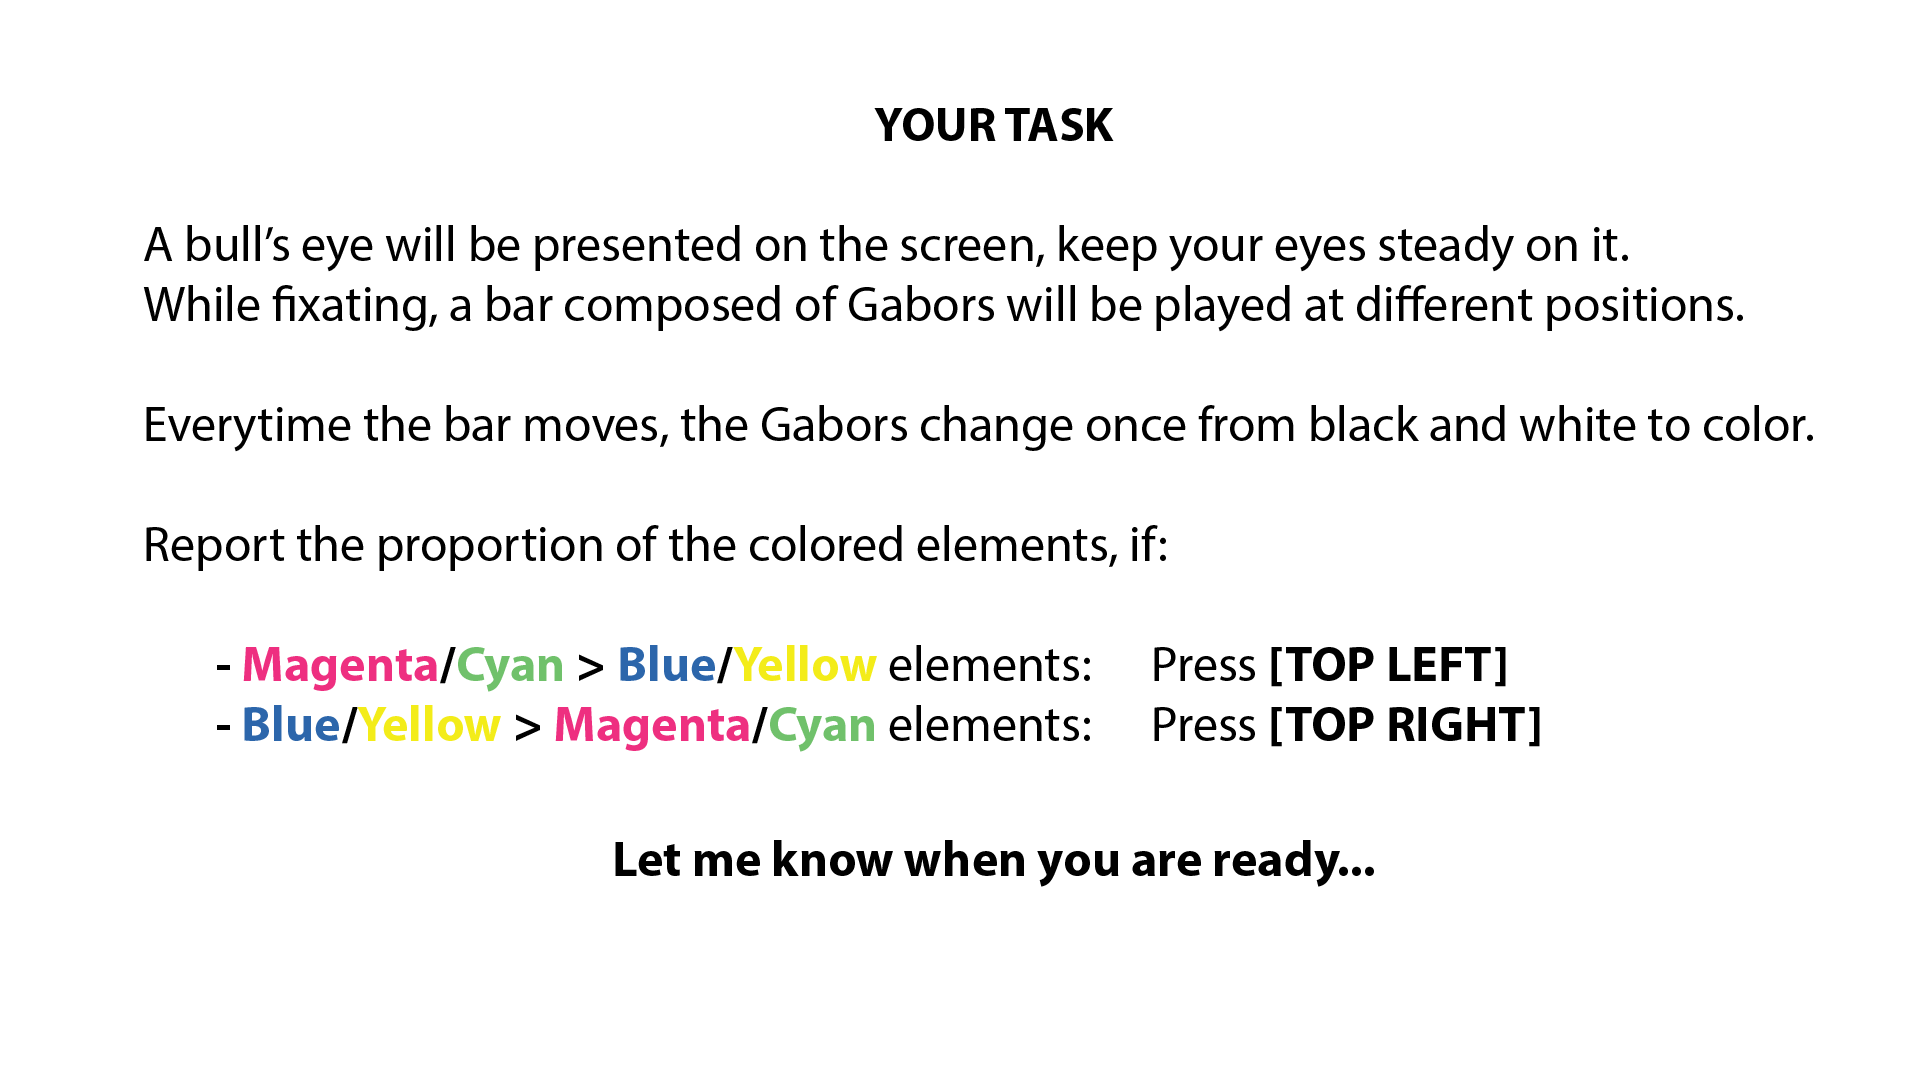 YOUR TASK
A bull’s eye will be presented on the screen, keep your eyes steady on it.
While fixating, a bar composed of Gabors will be played at different positions.
Everytime the bar moves, the Gabors change once from black and white to color.
Report the proportion of the colored elements, if:
- Magenta/Cyan > Blue/Yellow elements: Press [TOP LEFT]
- Blue/Yellow > Magenta/Cyan elements: Press [TOP RIGHT]
Let me know when you are ready...